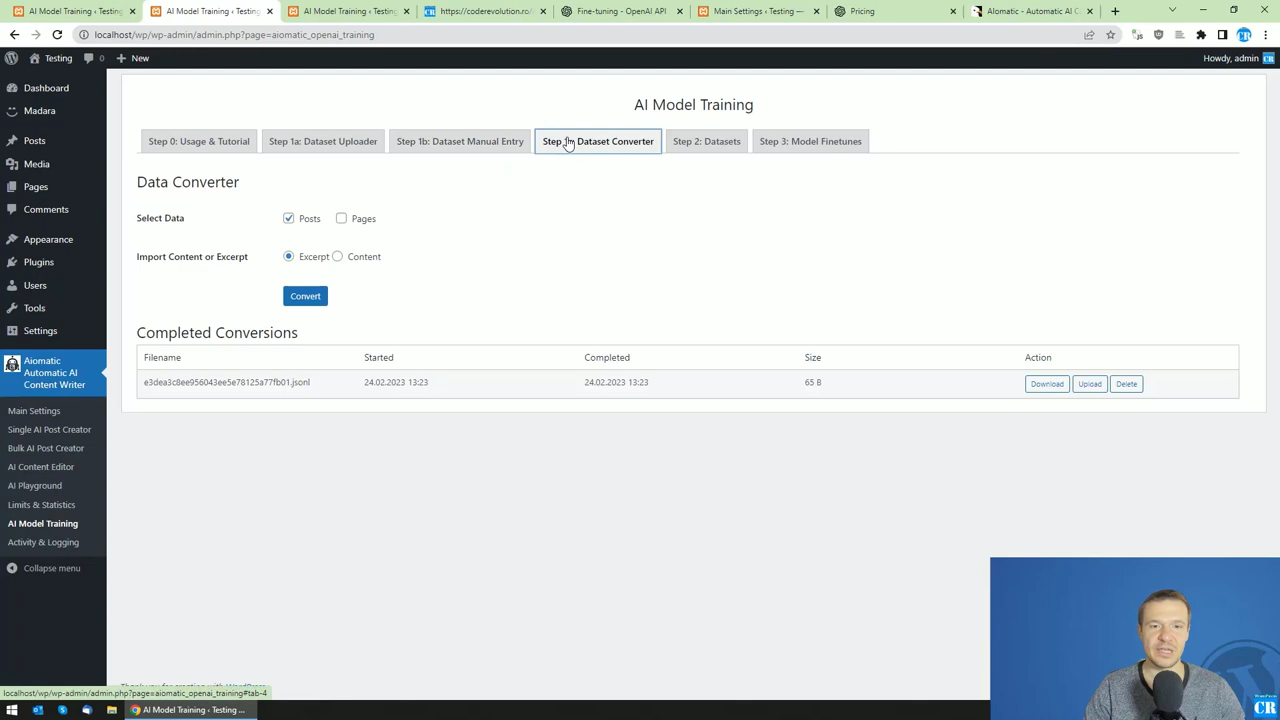 AI Model Training ‹ Testing
AI Model Training ‹ Testing
AI Model Training ‹ Testing
https://coderevolution.ro/
Fine-tuning - OpenAI API
Main Settings ‹ Testing —
Pricing
AIomatic - Automatic AI C
localhost/wp/wp-admin/admin.php?page=aiomatic_openai_training
Testing
0
New
Howdy, admin
CR
Dashboard
Madara
Posts
Media
Pages
Comments
Appearance
Plugins
Users
Tools
Settings
Aiomatic
Automatic AI
Content Writer
Main Settings
Single AI Post Creator
Bulk AI Post Creator
AI Content Editor
AI Playground
Limits & Statistics
AI Model Training
Activity & Logging
Collapse menu
AI Model Training
Step 0: Usage & Tutorial
Step 1a: Dataset Uploader
Step 1b: Dataset Manual Entry
Step Dataset Converter
Step 2: Datasets
Step 3: Model Finetunes
Data Converter
Select Data
Posts
Pages
Import Content or Excerpt
Excerpt
Content
Convert
Completed Conversions
Filename Started Completed Size Action
e3dea3c8ee956043ee5e78125a77fb01.jsonl 24.02.2023 13:23 24.02.2023 13:23 65 B Download Upload Delete
localhost/wp/wp-admin/admin.php?page=aiomatic_openai_training#tab-4
AI Model Training ‹ Testing ...
CR